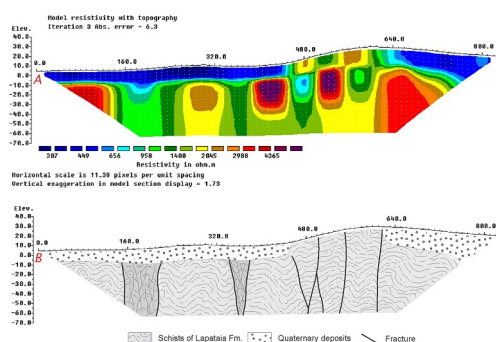 Model resistivity with topography
Iteration 3 Abs. error = 6.3
Elev.
640.0
480.0 800.0
40.0
30.0 320.0
20.0 160.0
10.0 0.0
0.0
A
-10.0
-20.0
-30.0
-40.0
-50.0
-60.0
-70.0
307 449 656 958 1400 2045 2988 4365
Resistivity in ohm.m
Horizontal scale is 11.38 pixels per unit spacing
Vertical exaggeration in model section display = 1.73
Elev.
640.0
40.0 480.0 800.0
30.0
20.0 160.0 320.0
10.0 0.0
0.0
B
-10.0
-20.0
-30.0
-40.0
-50.0
-60.0
-70.0
Schists of Lapataia Fm. Quaternary deposits Fracture